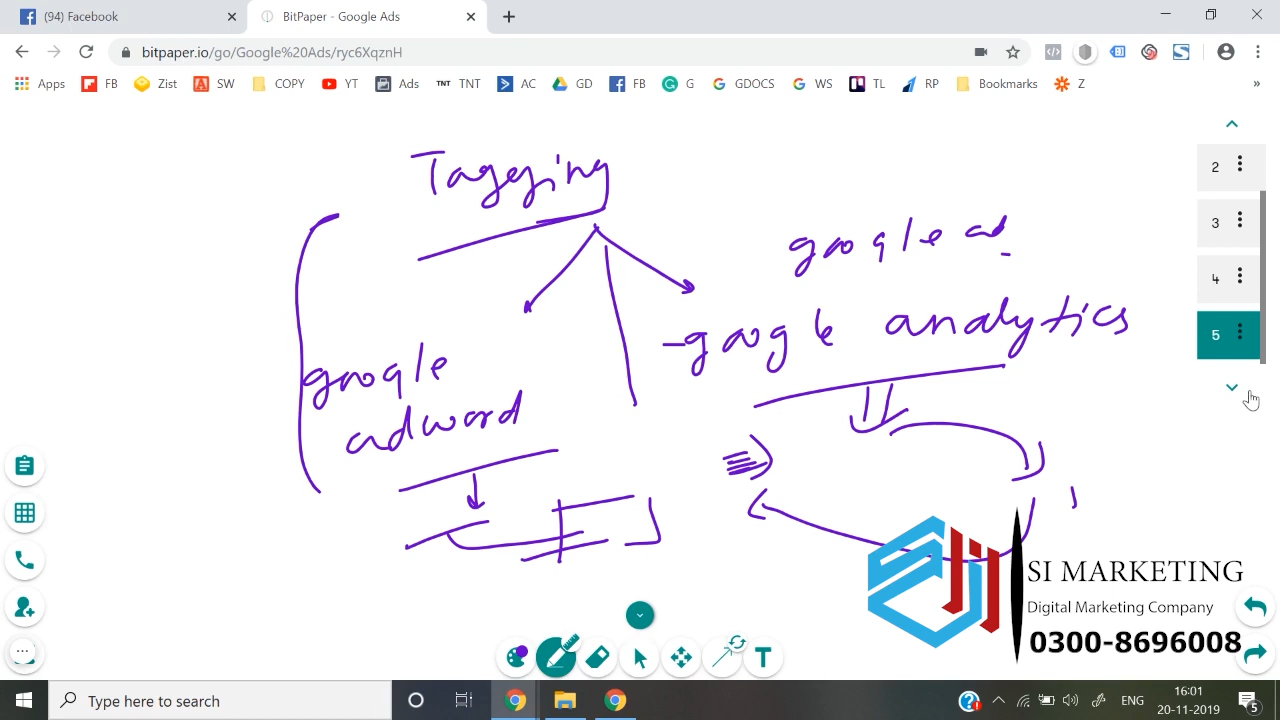 (94) Facebook
BitPaper - Google Ads
bitpaper.io/go/Google%20Ads/ryc6XqznH
Apps FB Zist SW COPY YT Ads TNT TNT AC GD FB G GDOCS WS TL RP Bookmarks Z »
Tagging
google ad
google analytics
google
adword
2
3
4
5
SI MARKETING
Digital Marketing Company
0300-8696008
T
Type here to search
ENG
16:01
20-11-2019
5